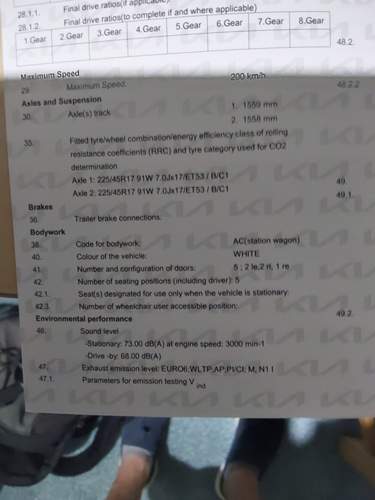 28.1.1. Final drive ratio(if applicable)
28.1.2. Final drive ratios(to complete if and where applicable)
1.Gear 2.Gear 3.Gear 4.Gear 5.Gear 6.Gear 7.Gear 8.Gear
48.2.
Maximum Speed
29. Maximum Speed: 200 km/h 48.2.2
Axles and Suspension
30. Axle(s) track 1. 1559 mm
2. 1558 mm
35. Fitted tyre/wheel combination/energy efficiency class of rolling
resistance coefficients (RRC) and tyre category used for CO2
determination
Axle 1: 225/45R17 91W 7.0Jx17/ET53 / B/C1 49.
Axle 2: 225/45R17 91W 7.0Jx17/ET53 / B/C1 49.1.
Brakes
36. Trailer brake connections:
Bodywork
38. Code for bodywork: AC(station wagon)
40. Colour of the vehicle: WHITE
41. Number and configuration of doors: 5 ; 2 le,2 ri, 1 re
42. Number of seating positions (including driver): 5
42.1. Seat(s) designated for use only when the vehicle is stationary:
42.3. Number of wheelchair user accessible position:
Environmental performance 49.2.
46. Sound level
-Stationary: 73.00 dB(A) at engine speed: 3000 min-1
-Drive -by: 68.00 dB(A)
47. Exhaust emission level: EURO6,WLTP,AP,PI/CI; M, N1 I
47.1. Parameters for emission testing V ind